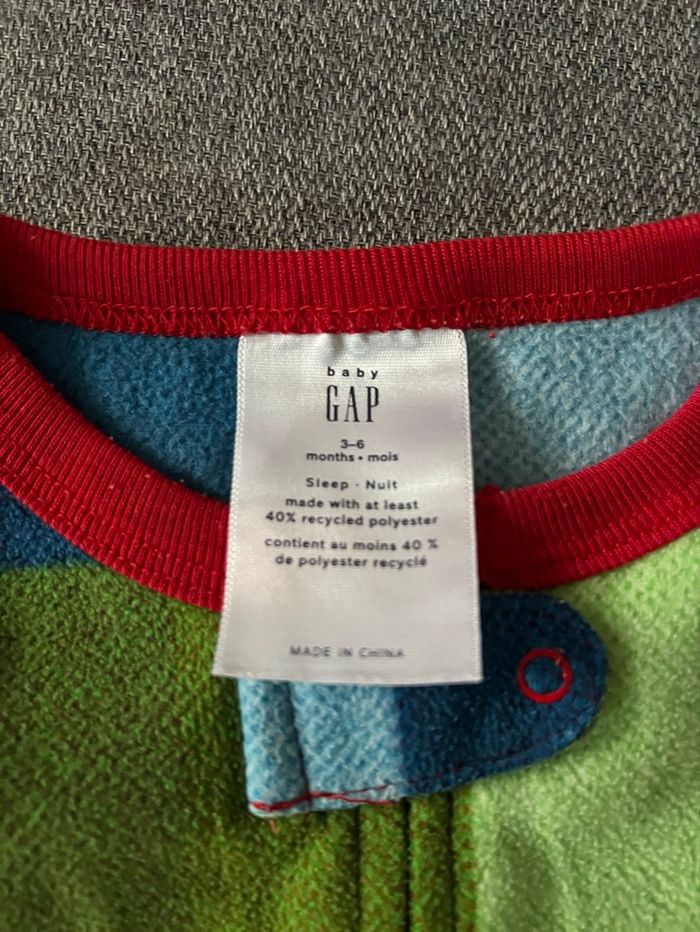 baby
GAP
3–6
months • mois
Sleep · Nuit
made with at least
40% recycled polyester
contient au moins 40 %
de polyester recyclé
MADE IN CHINA